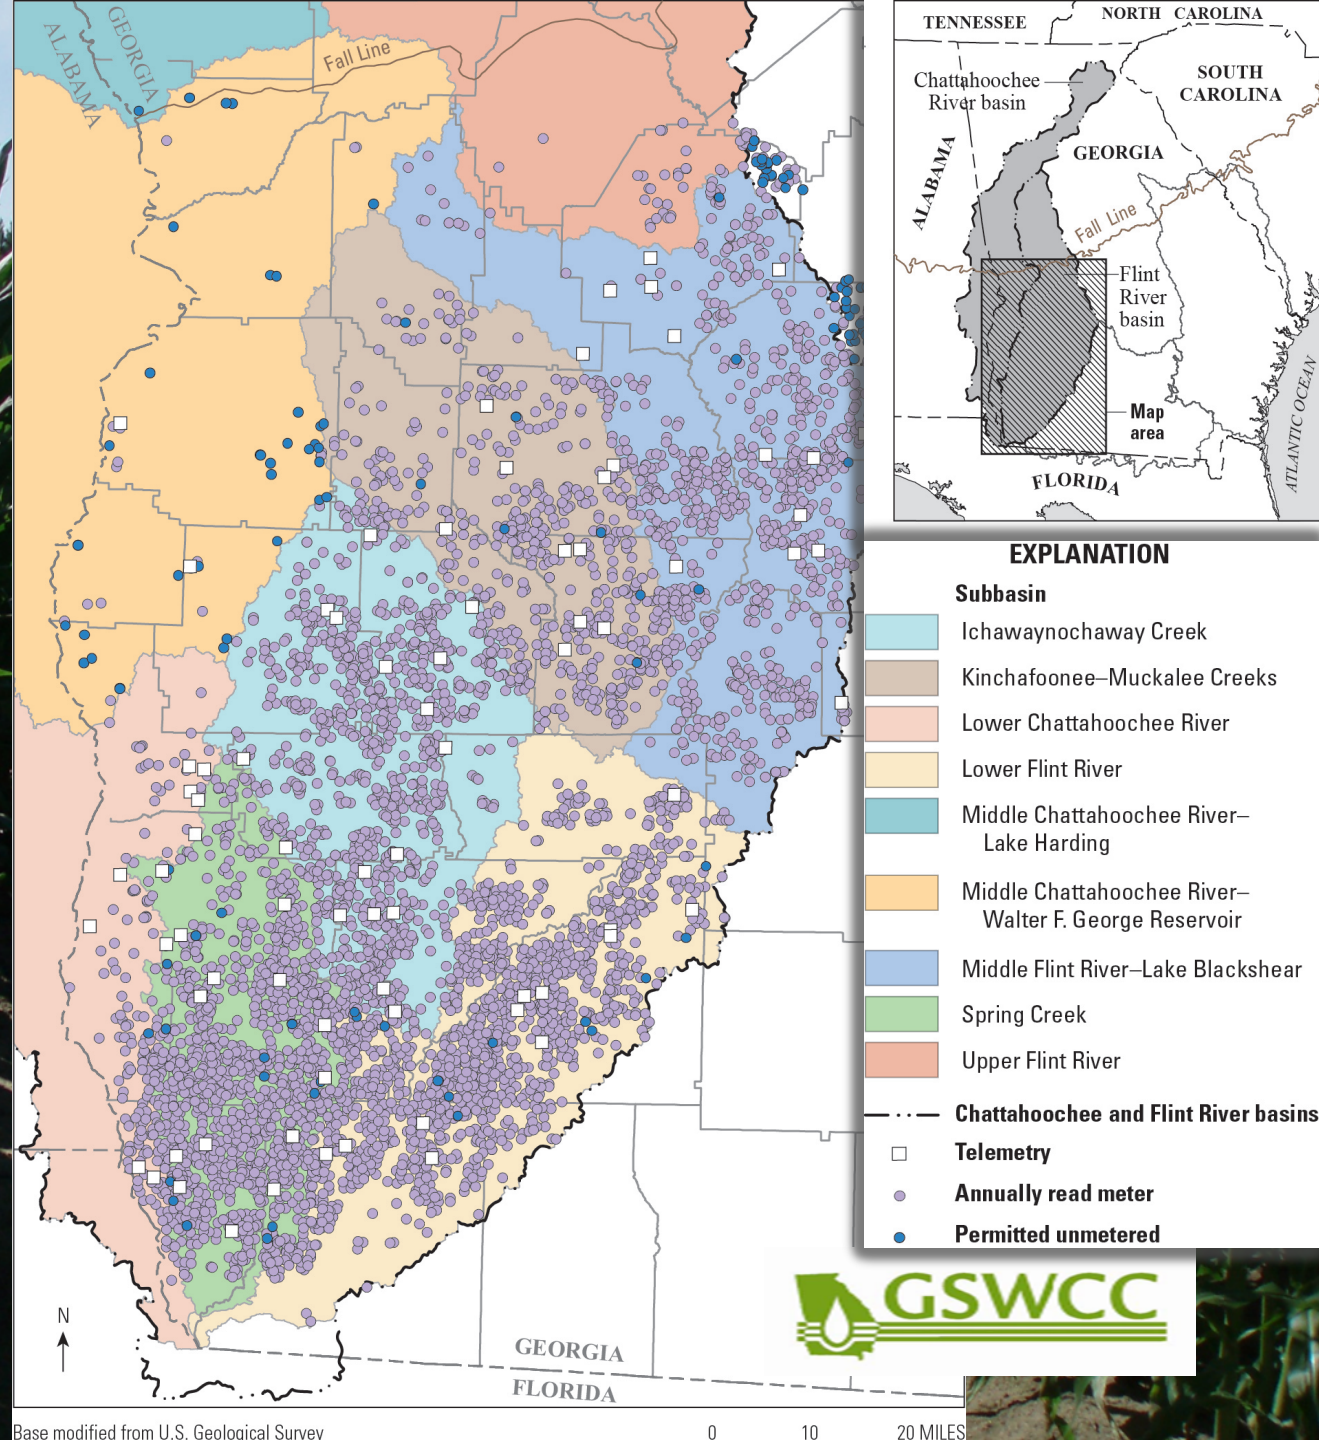 ALABAMA
GEORGIA
Fall Line
TENNESSEE
NORTH CAROLINA
SOUTH
CAROLINA
Chattahoochee
River basin
GEORGIA
ALABAMA
Fall Line
Flint
River
basin
Map
area
FLORIDA
ATLANTIC OCEAN
EXPLANATION
Subbasin
Ichawaynochaway Creek
Kinchafoonee–Muckalee Creeks
Lower Chattahoochee River
Lower Flint River
Middle Chattahoochee River–
Lake Harding
Middle Chattahoochee River–
Walter F. George Reservoir
Middle Flint River–Lake Blackshear
Spring Creek
Upper Flint River
Chattahoochee and Flint River basins
Telemetry
Annually read meter
Permitted unmetered
GSWCC
N
GEORGIA
FLORIDA
Base modified from U.S. Geological Survey
0 10 20 MILES